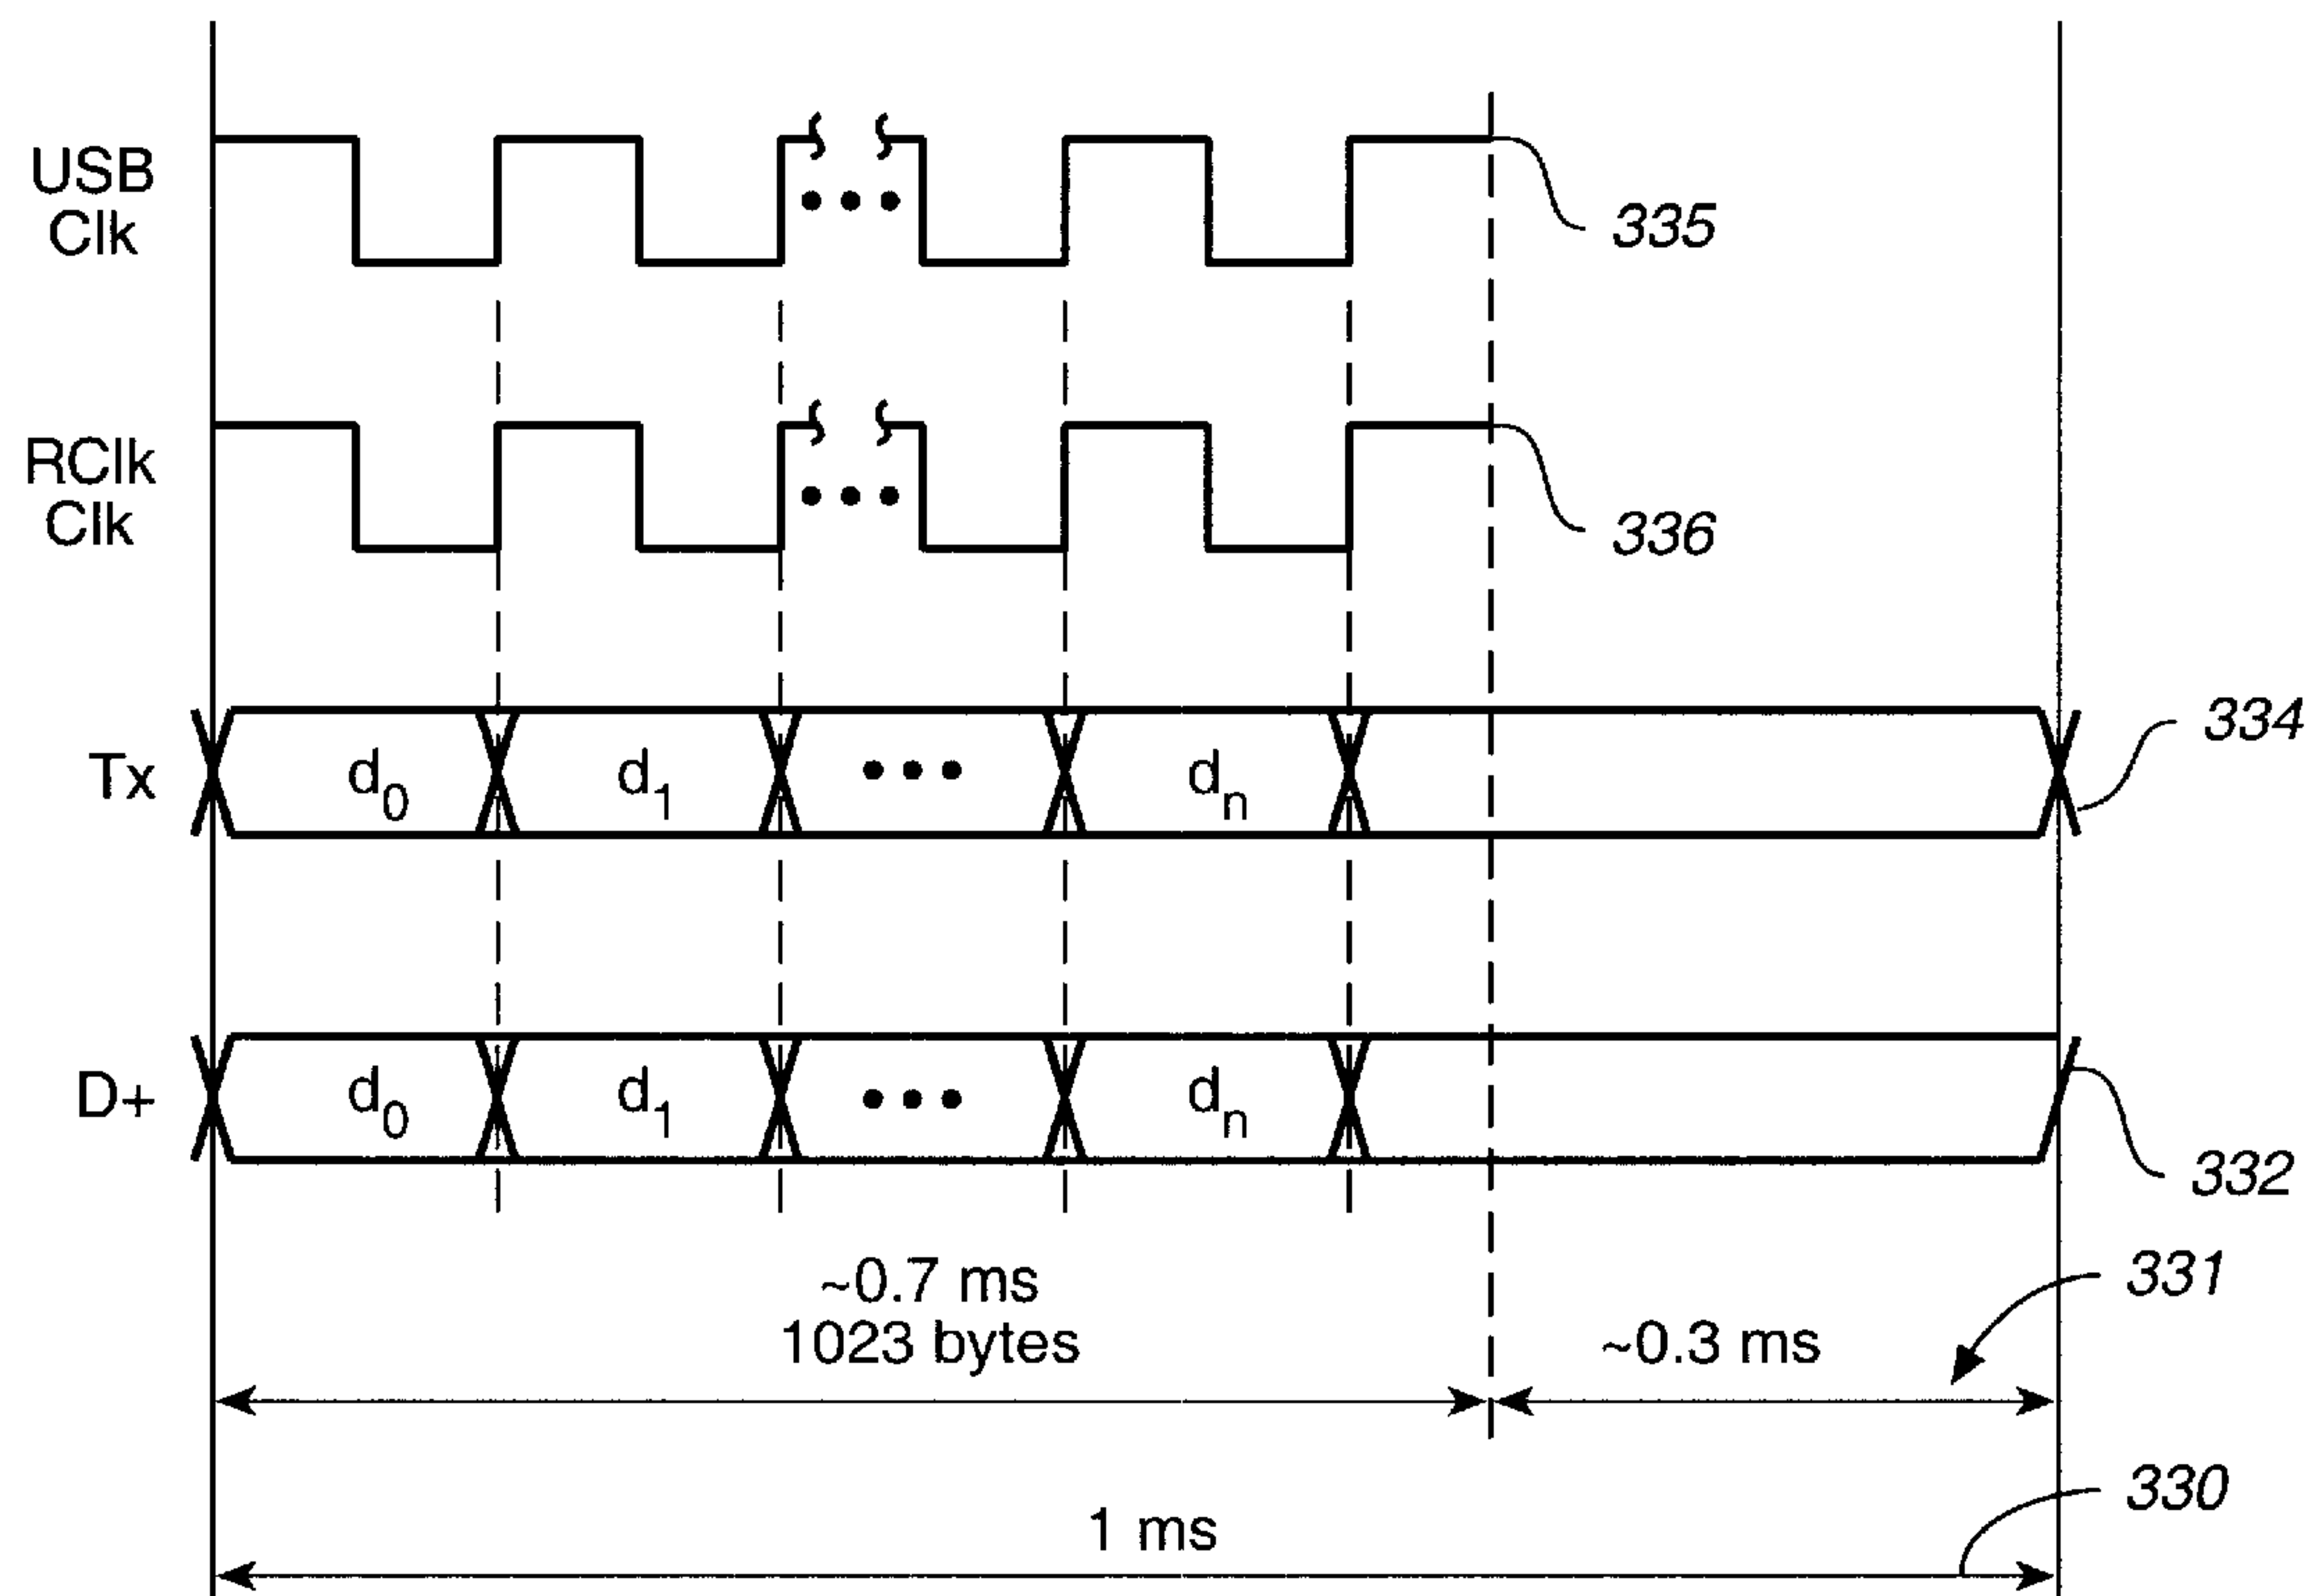 USB
Clk
335
RClk
Clk
336
Tx
d0
d1
dn
334
D+
d0
d1
dn
332
~0.7 ms
1023 bytes
~0.3 ms
331
1 ms
330